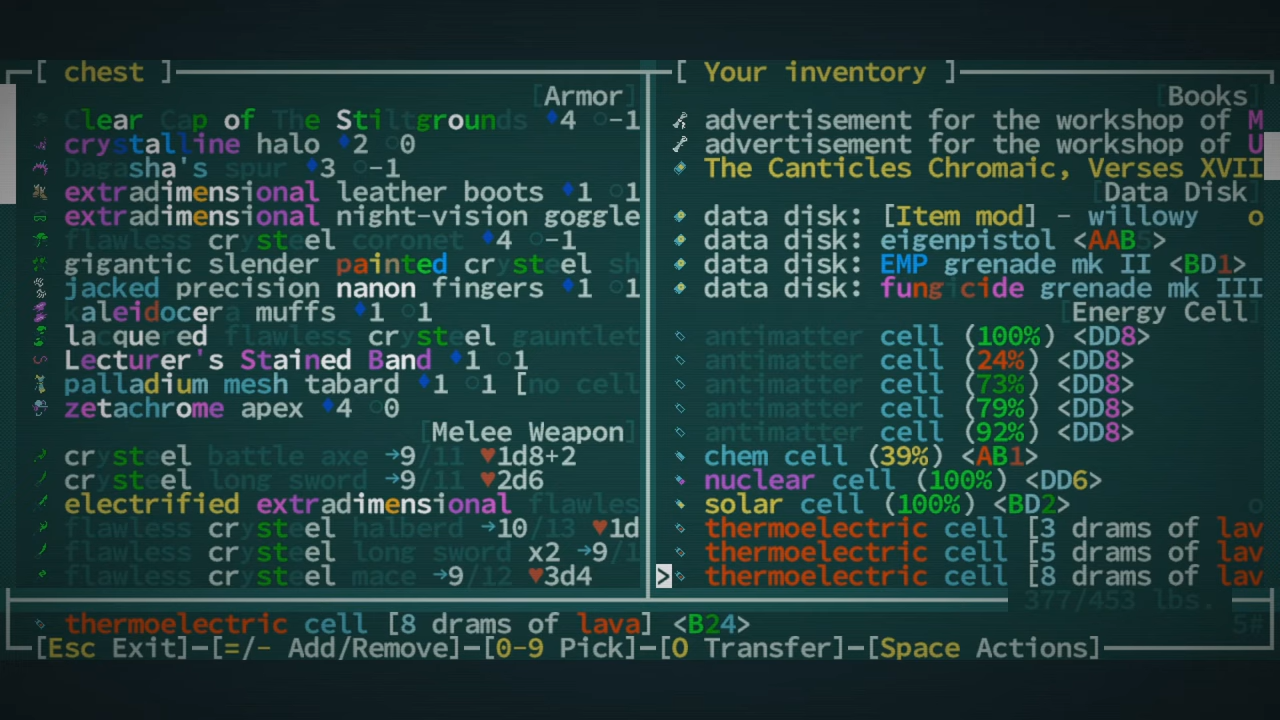 [ chest ]
[Armor]
Clear Cap of The Stiltgrounds ♦4 ○-1
crystalline halo ♦2 ○0
Dagasha's spur ♦3 ○-1
extradimensional leather boots ♦1 ○1
extradimensional night-vision goggle
flawless crysteel coronet ♦4 ○-1
gigantic slender painted crysteel sh
jacked precision nanon fingers ♦1 ○1
kaleidocera muffs ♦1 ○1
lacquered flawless crysteel gauntlet
Lecturer's Stained Band ♦1 ○1
palladium mesh tabard ♦1 ○1 [no cell
zetachrome apex ♦4 ○0
[Melee Weapon]
crysteel battle axe →9/11 ♥1d8+2
crysteel long sword →9/11 ♥2d6
electrified extradimensional flawles
flawless crysteel halberd →10/13 ♥1d
flawless crysteel long sword x2 →9/1
flawless crysteel mace →9/12 ♥3d4
[ Your inventory ]
[Books]
advertisement for the workshop of M
advertisement for the workshop of U
The Canticles Chromaic, Verses XVII
[Data Disk]
data disk: [Item mod] - willowy o
data disk: eigenpistol <AAB5>
data disk: EMP grenade mk II <BD1>
data disk: fungicide grenade mk III
[Energy Cell]
antimatter cell (100%) <DD8>
antimatter cell (24%) <DD8>
antimatter cell (73%) <DD8>
antimatter cell (79%) <DD8>
antimatter cell (92%) <DD8>
chem cell (39%) <AB1>
nuclear cell (100%) <DD6>
solar cell (100%) <BD2> o
thermoelectric cell [3 drams of lav
thermoelectric cell [5 drams of lav
> thermoelectric cell [8 drams of lav
377/453 lbs.
thermoelectric cell [8 drams of lava] <B24> 5#
[Esc Exit]-[=/- Add/Remove]-[0-9 Pick]-[O Transfer]-[Space Actions]